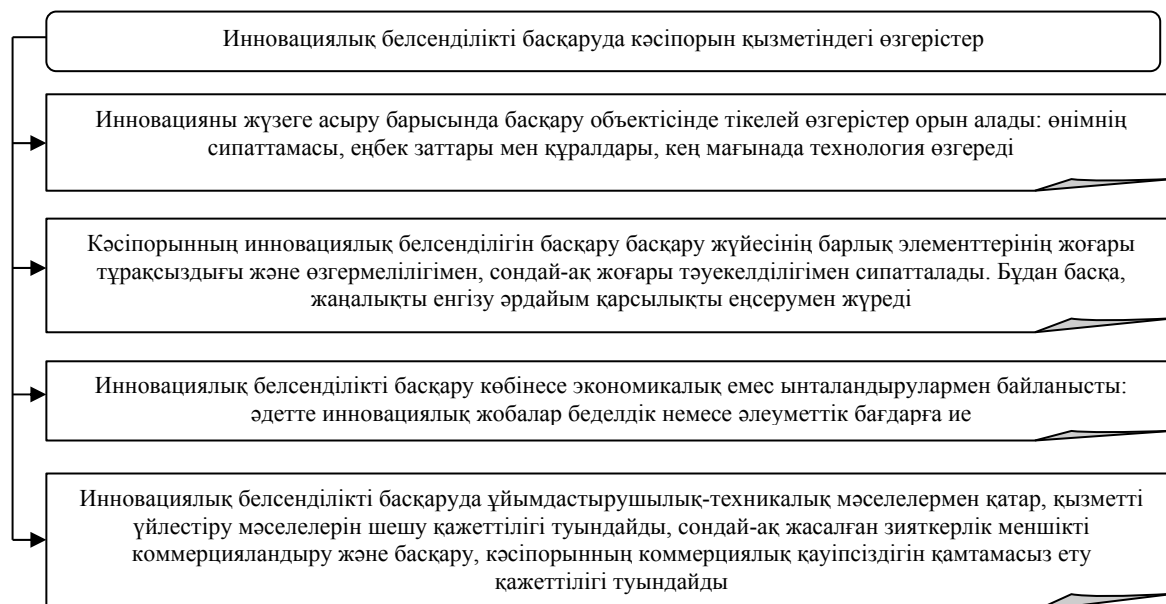 Инновациялық белсенділікті басқаруда кәсіпорын қызметіндегі өзгерістер
Инновацияны жүзеге асыру барысында басқару объектісінде тікелей өзгерістер орын алады: өнімнің
сипаттамасы, еңбек заттары мен құралдары, кең мағынада технология өзгереді
Кәсіпорынның инновациялық белсенділігін басқару басқару жүйесінің барлық элементтерінің жоғары
тұрақсыздығы және өзгермелілігімен, сондай-ақ жоғары тәуекелділігімен сипатталады. Бұдан басқа,
жаңалықты енгізу әрдайым қарсылықты еңсерумен жүреді
Инновациялық белсенділікті басқару көбінесе экономикалық емес ынталандырулармен байланысты:
әдетте инновациялық жобалар беделдік немесе әлеуметтік бағдарға ие
Инновациялық белсенділікті басқаруда ұйымдастырушылық-техникалық мәселелермен қатар, қызметті
үйлестіру мәселелерін шешу қажеттілігі туындайды, сондай-ақ жасалған зияткерлік меншікті
коммерцияландыру және басқару, кәсіпорынның коммерциялық қауіпсіздігін қамтамасыз ету
қажеттілігі туындайды